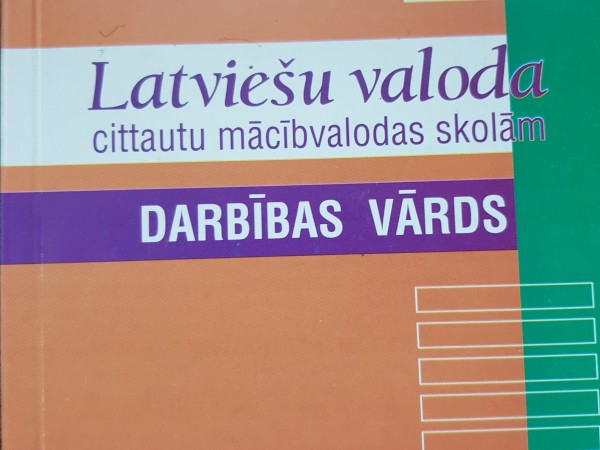 Latviešu valoda
cittautu mācībvalodas skolām
DARBĪBAS VĀRDS